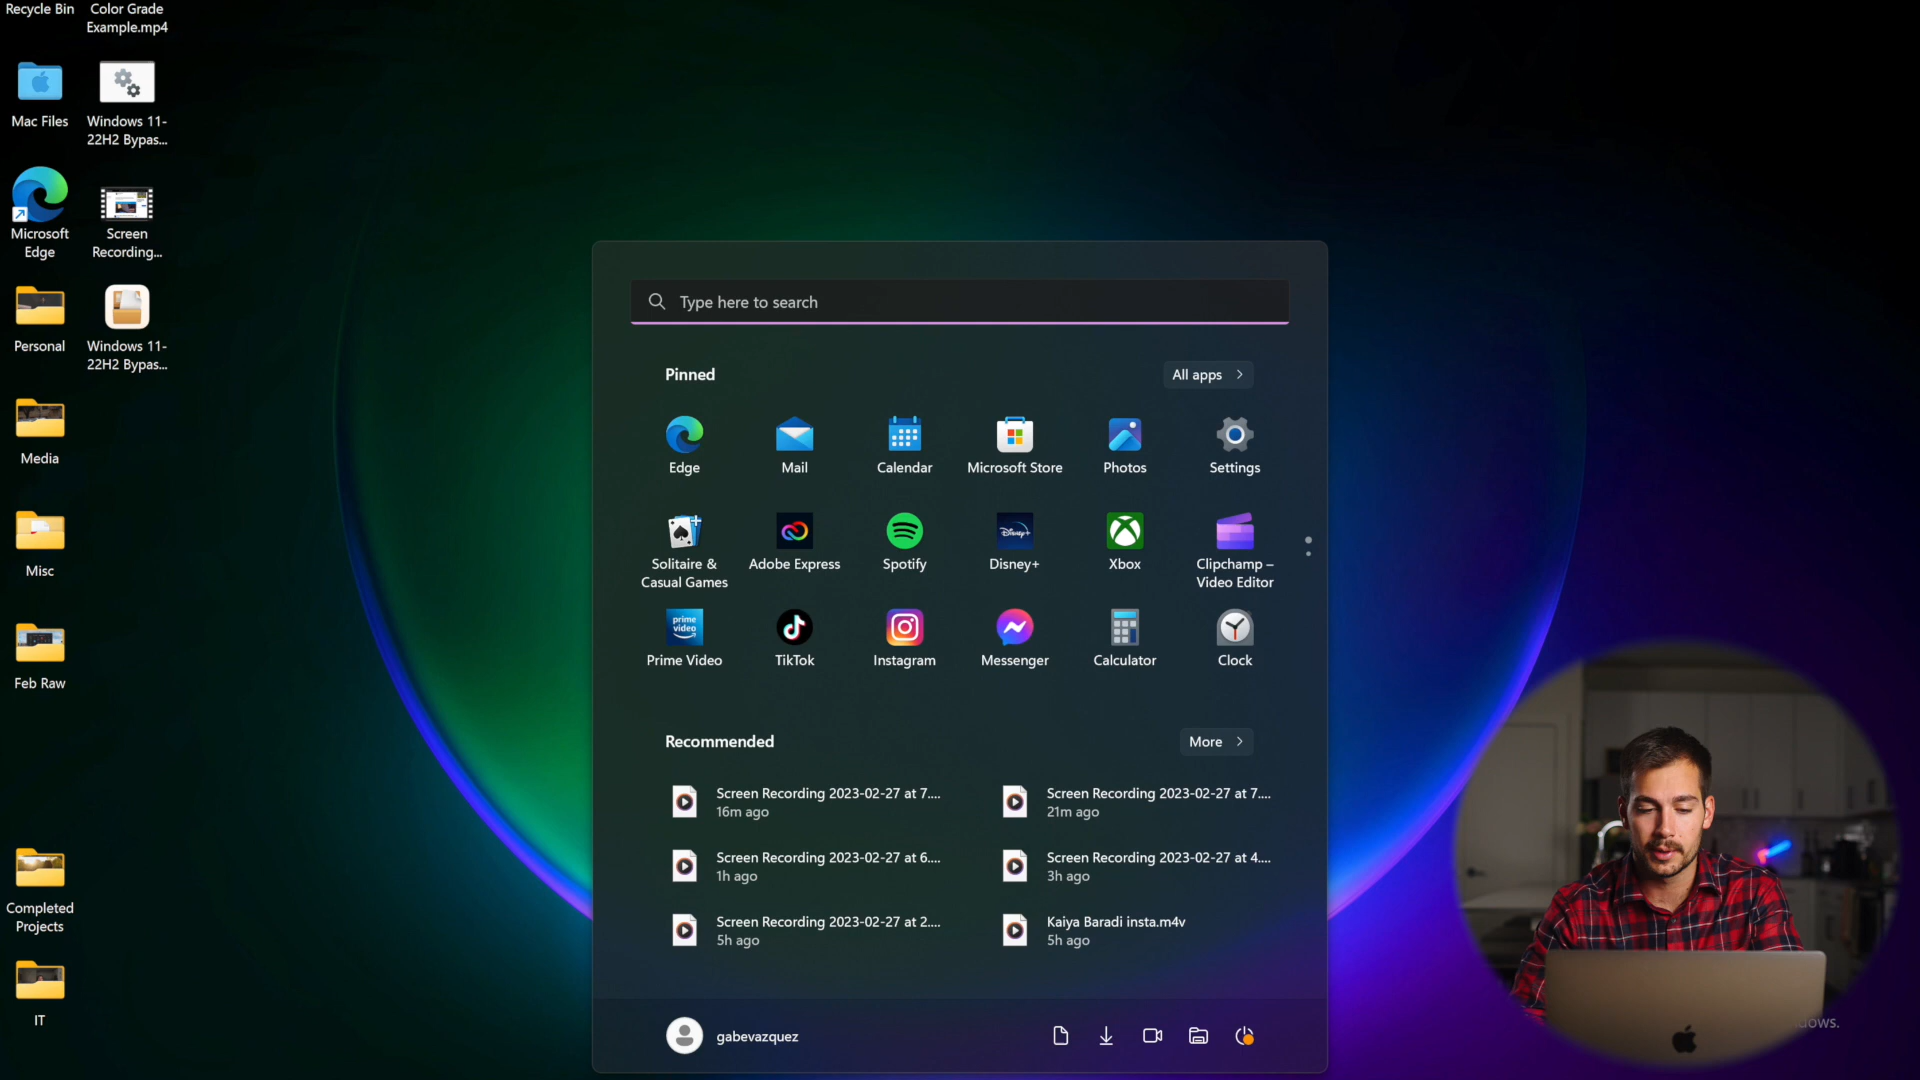 Recycle Bin
Color Grade
Example.mp4
Mac Files
Windows 11-
22H2 Bypas...
Microsoft
Edge
Screen
Recording...
Personal
Windows 11-
22H2 Bypas...
Media
Misc
Feb Raw
Completed
Projects
IT
Type here to search
Pinned
All apps
Edge
Mail
Calendar
Microsoft Store
Photos
Settings
Solitaire &
Casual Games
Adobe Express
Spotify
Disney+
Disney+
Xbox
Clipchamp –
Video Editor
prime
video
Prime Video
TikTok
Instagram
Messenger
Calculator
Clock
Recommended
More
Screen Recording 2023-02-27 at 7....
16m ago
Screen Recording 2023-02-27 at 7....
21m ago
Screen Recording 2023-02-27 at 6....
1h ago
Screen Recording 2023-02-27 at 4....
3h ago
Screen Recording 2023-02-27 at 2....
5h ago
Kaiya Baradi insta.m4v
5h ago
gabevazquez